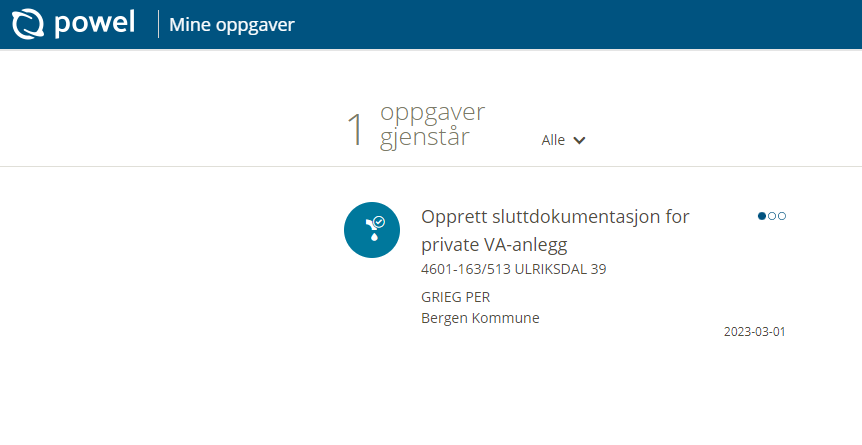 powel Mine oppgaver
1 oppgaver
gjenstår
Alle
Opprett sluttdokumentasjon for
private VA-anlegg
4601-163/513 ULRIKSDAL 39
GRIEG PER
Bergen Kommune
2023-03-01